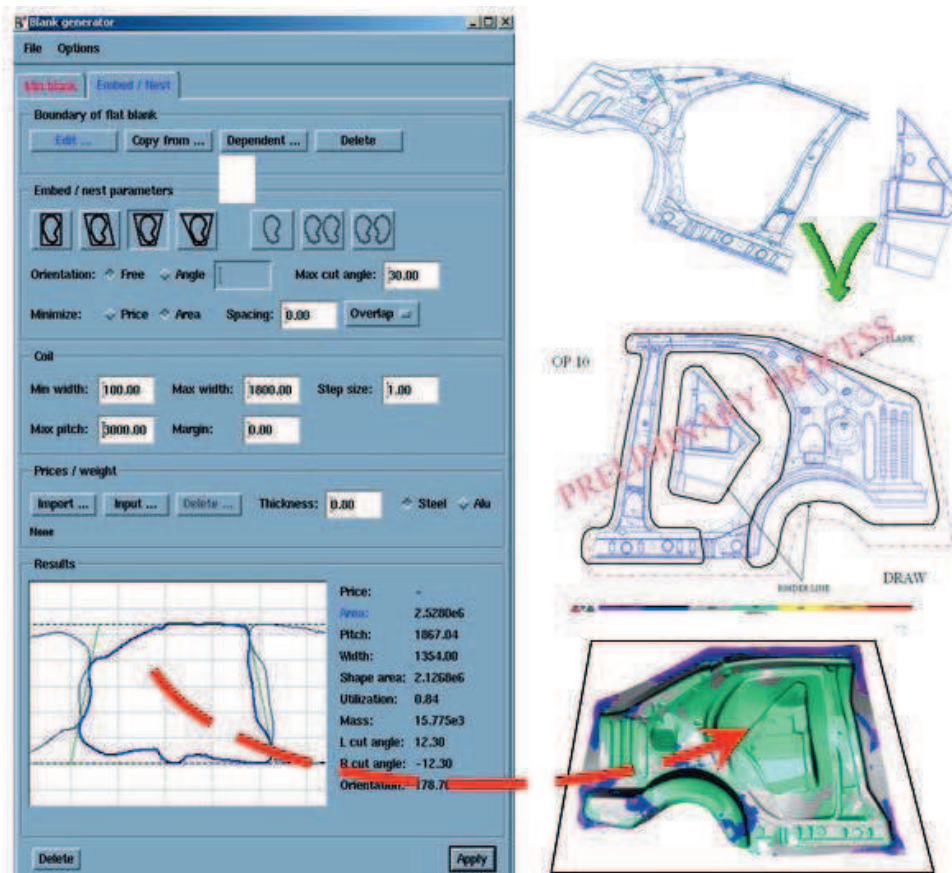 Blank generator
File Options
Min blank Embed / Nest
Boundary of flat blank
Edit ... Copy from ... Dependent ... Delete
Embed / nest parameters
Orientation: Free Angle Max cut angle: 30.00
Minimize: Price Area Spacing: 0.00 Overlap
Coil
Min width: 100.00 Max width: 1800.00 Step size: 1.00
Max pitch: 3000.00 Margin: 0.00
Prices / weight
Import ... Input ... Delete ... Thickness: 0.00 Steel Alu
None
Results
Price: -
Area: 2.5280e6
Pitch: 1867.04
Width: 1354.00
Shape area: 2.1268e6
Utilization: 0.84
Mass: 15.775e3
L cut angle: 12.30
R cut angle: -12.30
Orientation: 178.70
Delete Apply
OP 10
BLANK
PRELIMINARY PROCESS
BINDER LINE
DRAW